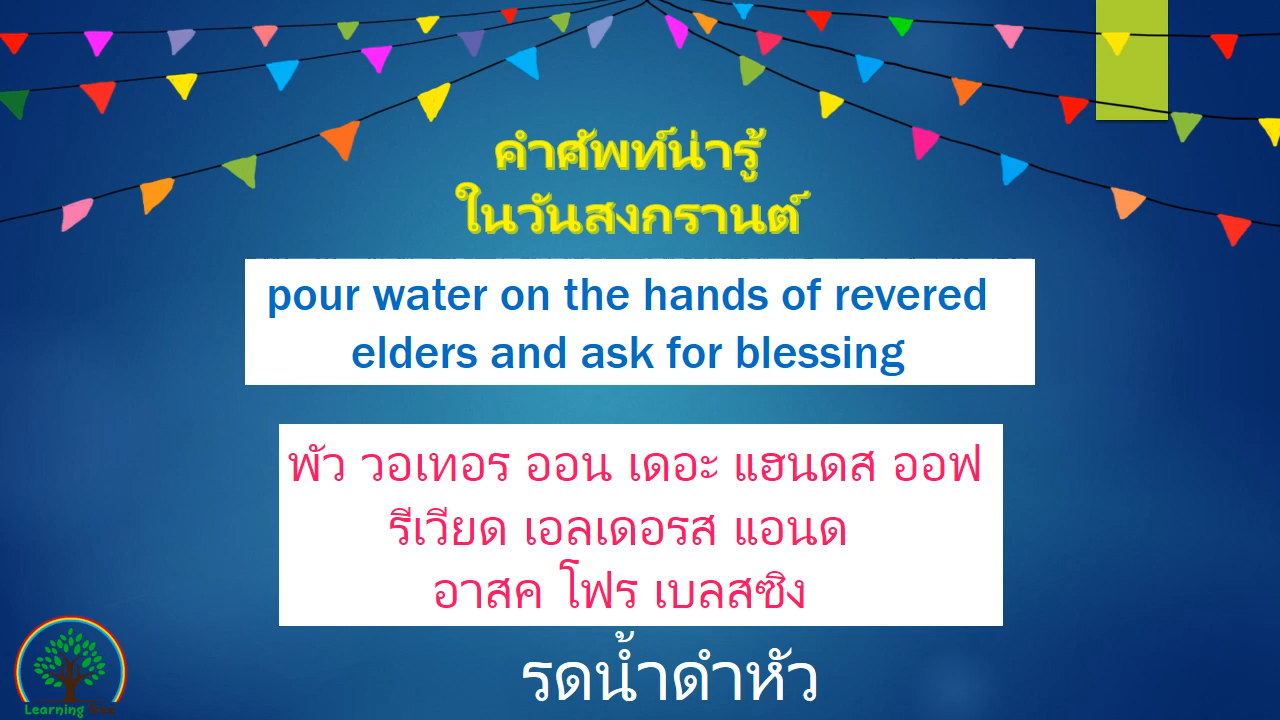 คำศัพท์น่ารู้
ในวันสงกรานต์
pour water on the hands of revered
elders and ask for blessing
พัว วอเทอร ออน เดอะ แฮนดส ออฟ
รีเวียด เอลเดอรส แอนด
อาสค โฟร เบลสซิง
รดน้ำดำหัว
Learning Tree